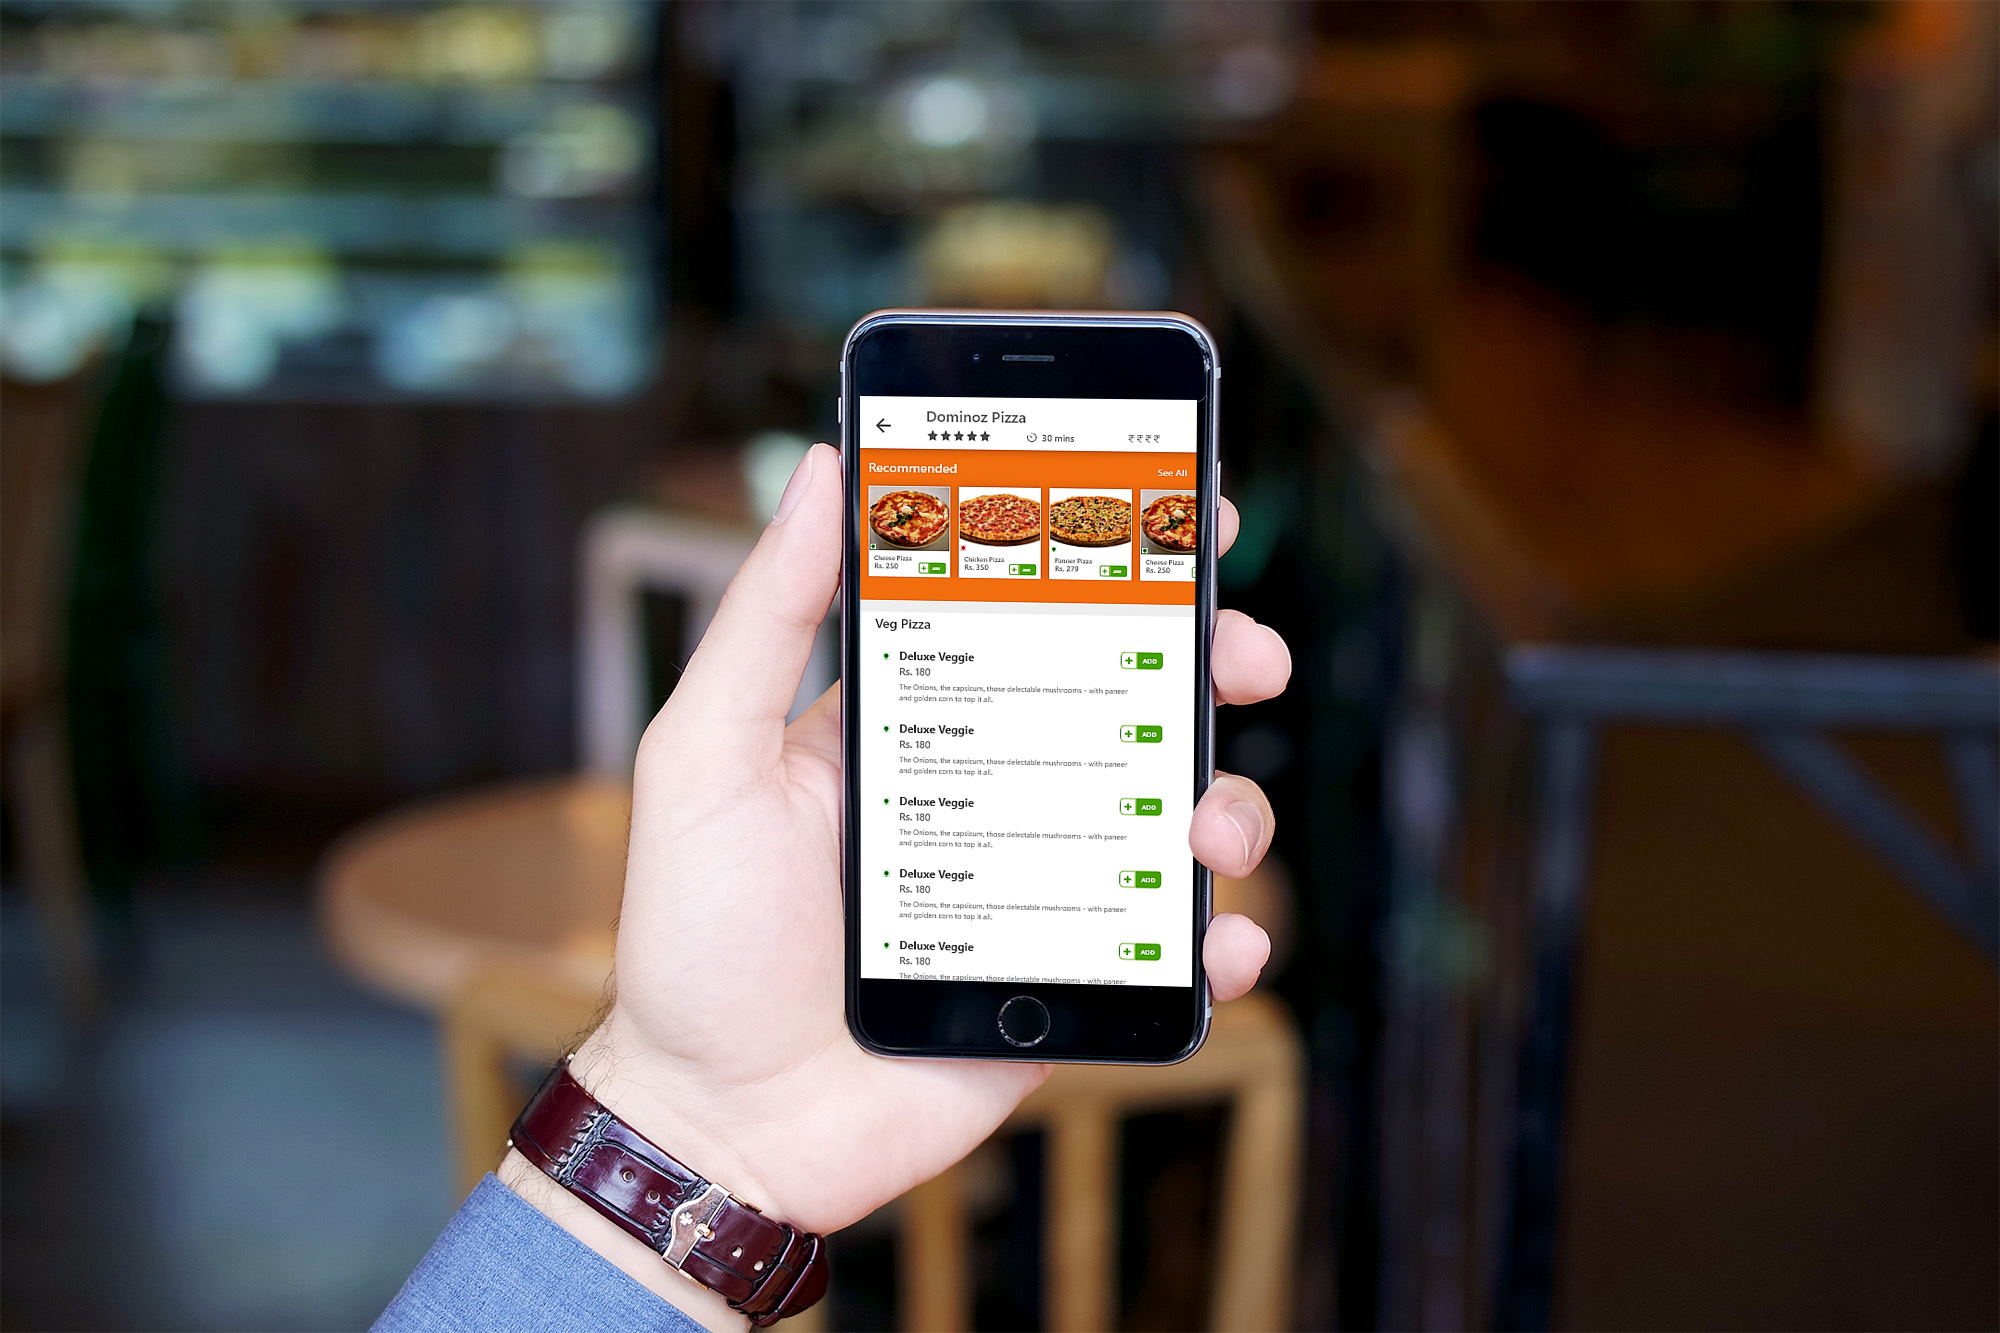 Dominoz Pizza
★★★★★ 30 mins ₹₹₹₹
Recommended See All
Cheese Pizza
Rs. 250
Chicken Pizza
Rs. 350
Panner Pizza
Rs. 279
Cheese Pizza
Rs. 250
Veg Pizza
Deluxe Veggie
+ ADD
Rs. 180
The Onions, the capsicum, those delectable mushrooms - with paneer
and golden corn to top it all.
Deluxe Veggie
+ ADD
Rs. 180
The Onions, the capsicum, those delectable mushrooms - with paneer
and golden corn to top it all.
Deluxe Veggie
+ ADD
Rs. 180
The Onions, the capsicum, those delectable mushrooms - with paneer
and golden corn to top it all.
Deluxe Veggie
+ ADD
Rs. 180
The Onions, the capsicum, those delectable mushrooms - with paneer
and golden corn to top it all.
Deluxe Veggie
+ ADD
Rs. 180
The Onions, the capsicum, those delectable mushrooms - with paneer